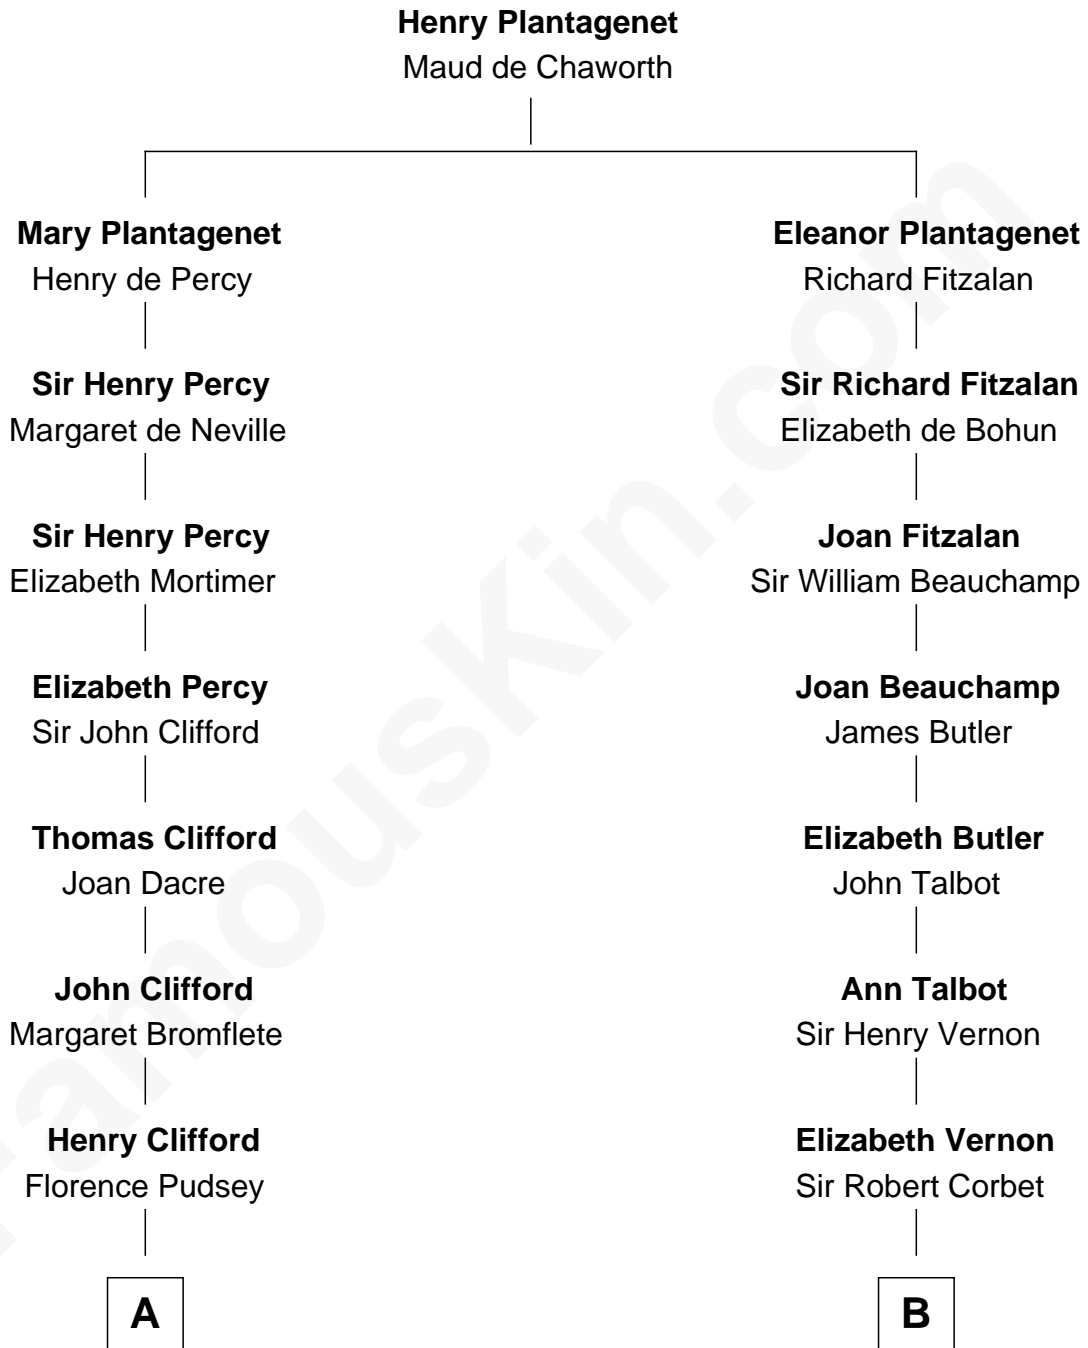 Henry Plantagenet
Maud de Chaworth
Mary Plantagenet
Henry de Percy
Eleanor Plantagenet
Richard Fitzalan
Sir Henry Percy
Margaret de Neville
Sir Richard Fitzalan
Elizabeth de Bohun
Sir Henry Percy
Elizabeth Mortimer
Joan Fitzalan
Sir William Beauchamp
Elizabeth Percy
Sir John Clifford
Joan Beauchamp
James Butler
Thomas Clifford
Joan Dacre
Elizabeth Butler
John Talbot
John Clifford
Margaret Bromflete
Ann Talbot
Sir Henry Vernon
Henry Clifford
Florence Pudsey
Elizabeth Vernon
Sir Robert Corbet
A
B
FamousKin.com